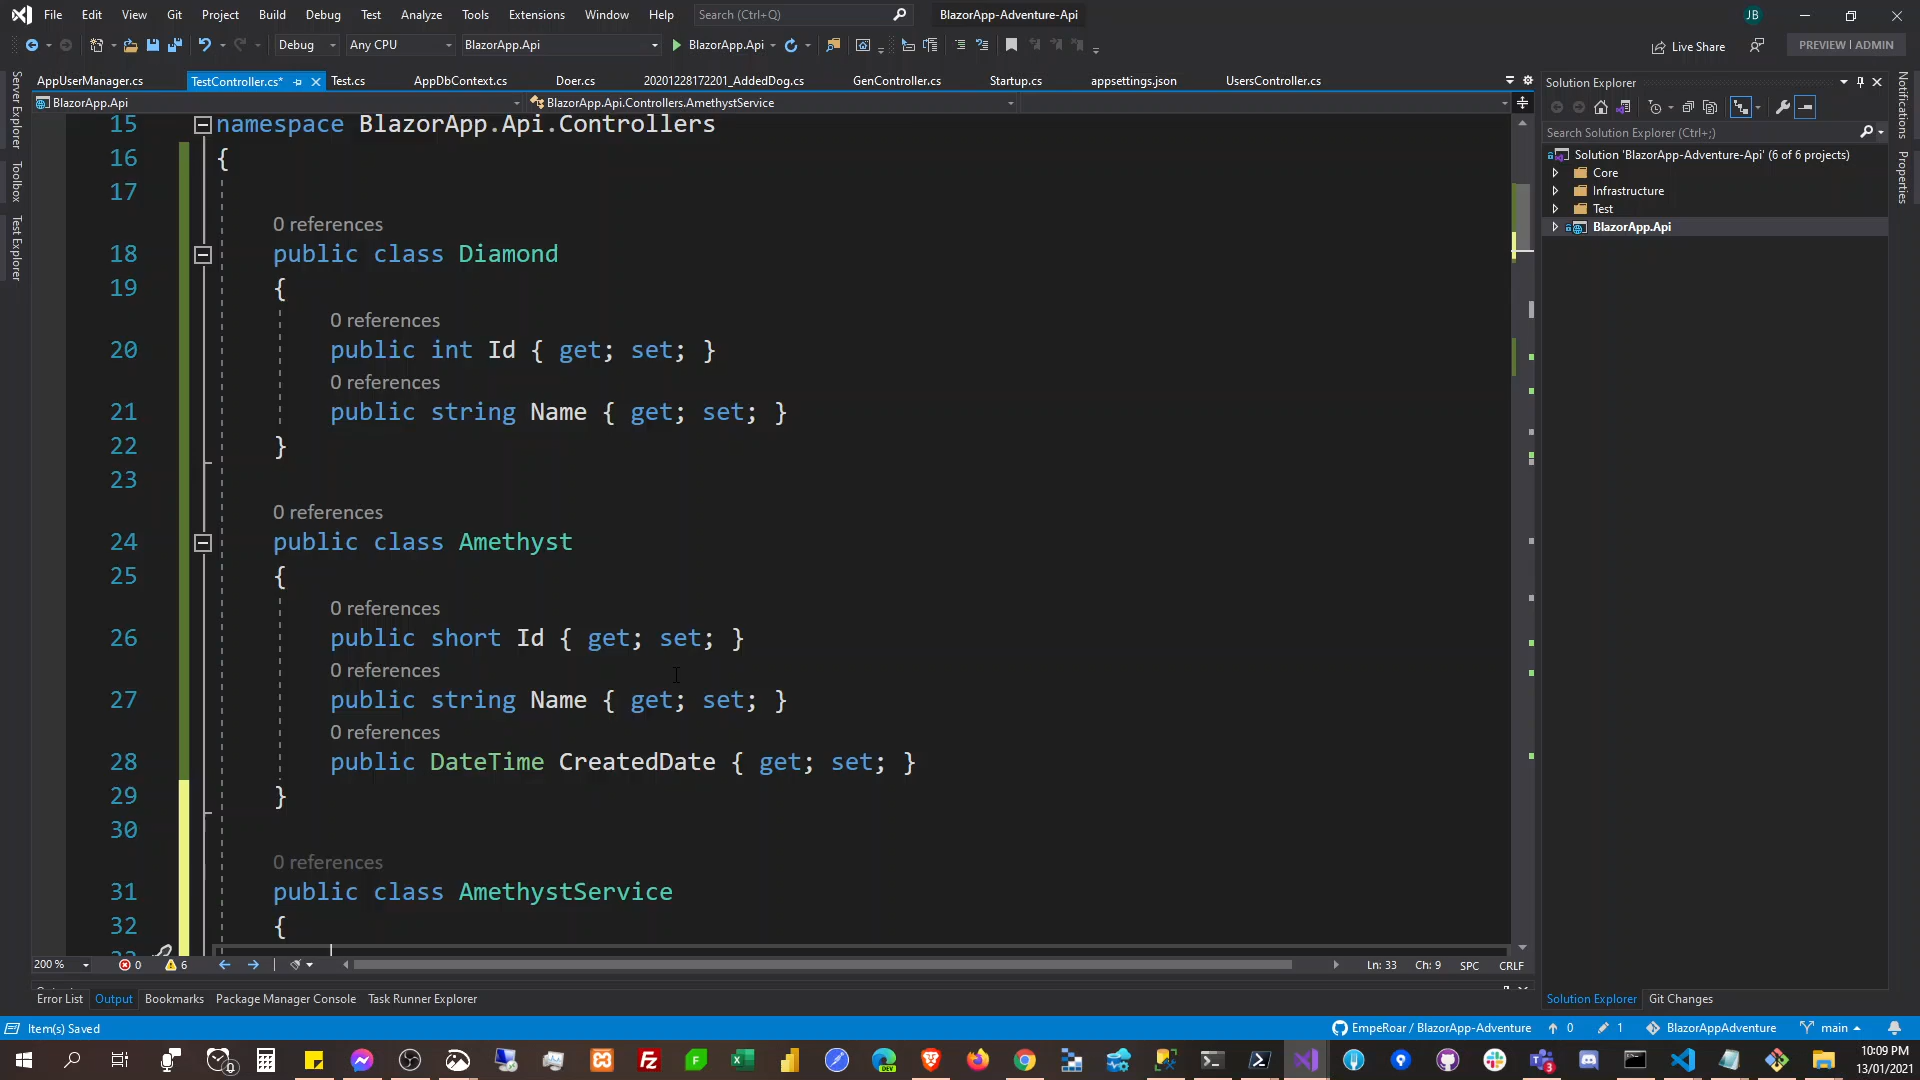 File Edit View Git Project Build Debug Test Analyze Tools Extensions Window Help Search (Ctrl+Q) BlazorApp-Adventure-Api JB
Debug Any CPU BlazorApp.Api BlazorApp.Api Live Share PREVIEW | ADMIN
AppUserManager.cs TestController.cs* Test.cs AppDbContext.cs Doer.cs 20201228172201_AddedDog.cs GenController.cs Startup.cs appsettings.json UsersController.cs
BlazorApp.Api BlazorApp.Api.Controllers.AmethystService
Server Explorer
Toolbox
Test Explorer
15 namespace BlazorApp.Api.Controllers
16 {
17
0 references
18 public class Diamond
19 {
0 references
20 public int Id { get; set; }
0 references
21 public string Name { get; set; }
22 }
23
0 references
24 public class Amethyst
25 {
0 references
26 public short Id { get; set; }
0 references
27 public string Name { get; set; }
0 references
28 public DateTime CreatedDate { get; set; }
29 }
30
0 references
31 public class AmethystService
32 {
200 % 0 6 Ln: 33 Ch: 9 SPC CRLF
Error List Output Bookmarks Package Manager Console Task Runner Explorer
Solution Explorer
Search Solution Explorer (Ctrl+;)
Solution 'BlazorApp-Adventure-Api' (6 of 6 projects)
Core
Infrastructure
Test
BlazorApp.Api
Solution Explorer Git Changes
Notifications
Properties
Item(s) Saved EmpeRoar / BlazorApp-Adventure 0 1 BlazorAppAdventure main
10:09 PM
13/01/2021